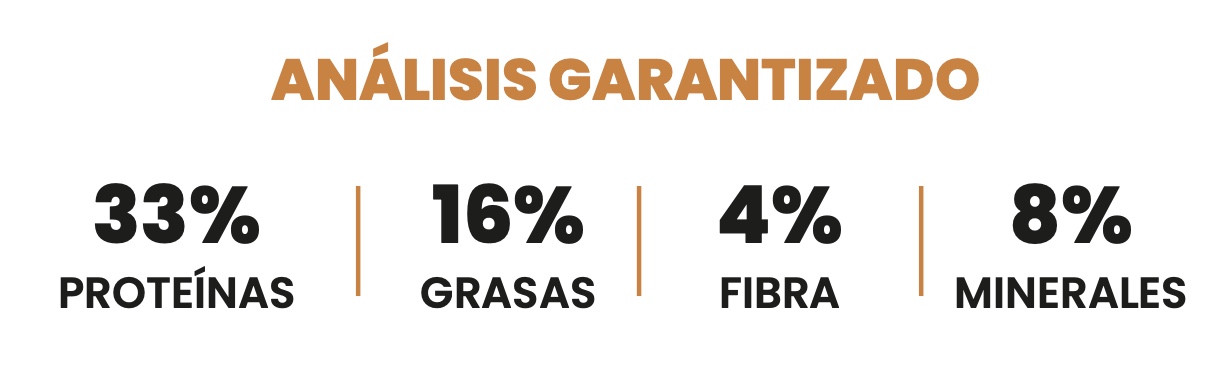 ANÁLISIS GARANTIZADO
33% 16% 4% 8%
PROTEÍNAS GRASAS FIBRA MINERALES